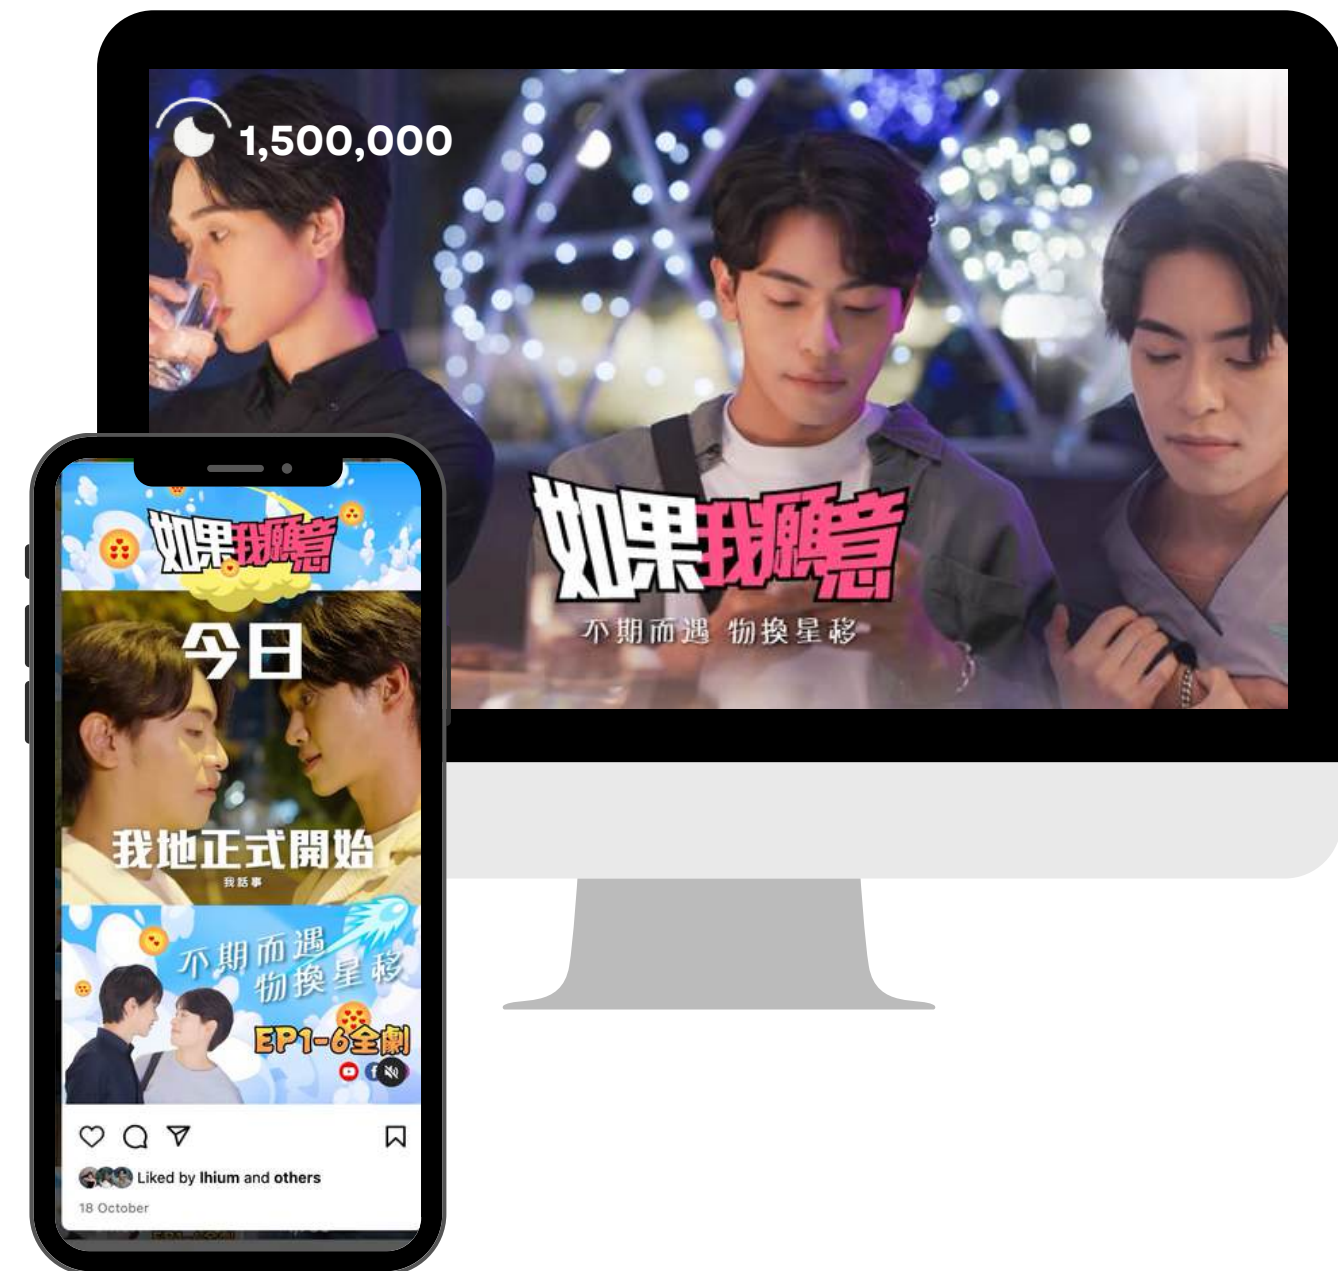 1,500,000
如果我願意
不期而遇 物換星移
如果我願意
今日
我地正式開始
我話事
不期而遇
物換星移
EP1-6全劇
Liked by lhium and others
18 October